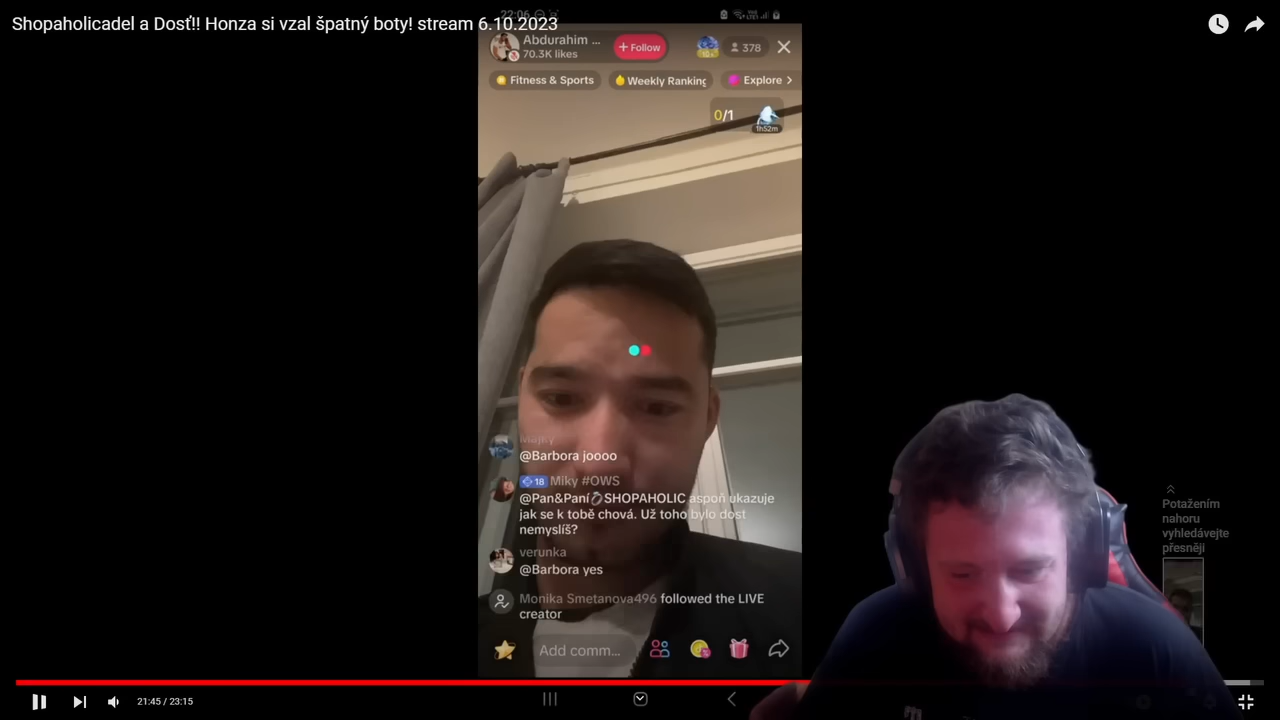 Shopaholicadel a Dosť!! Honza si vzal špatný boty! stream 6.10.2023
22:06
Abdurahim ...
70.3K likes
+ Follow
378
Fitness & Sports
Weekly Ranking
Explore
0/1
1h52m
Majky
@Barbora joooo
18 Miky #OWS
@Pan&Paní SHOPAHOLIC aspoň ukazuje
jak se k tobě chová. Už toho bylo dost
nemyslíš?
verunka
@Barbora yes
Monika Smetanova496 followed the LIVE
creator
Add comm...
Potažením
nahoru
vyhledávejte
přesněji
21:45 / 23:15